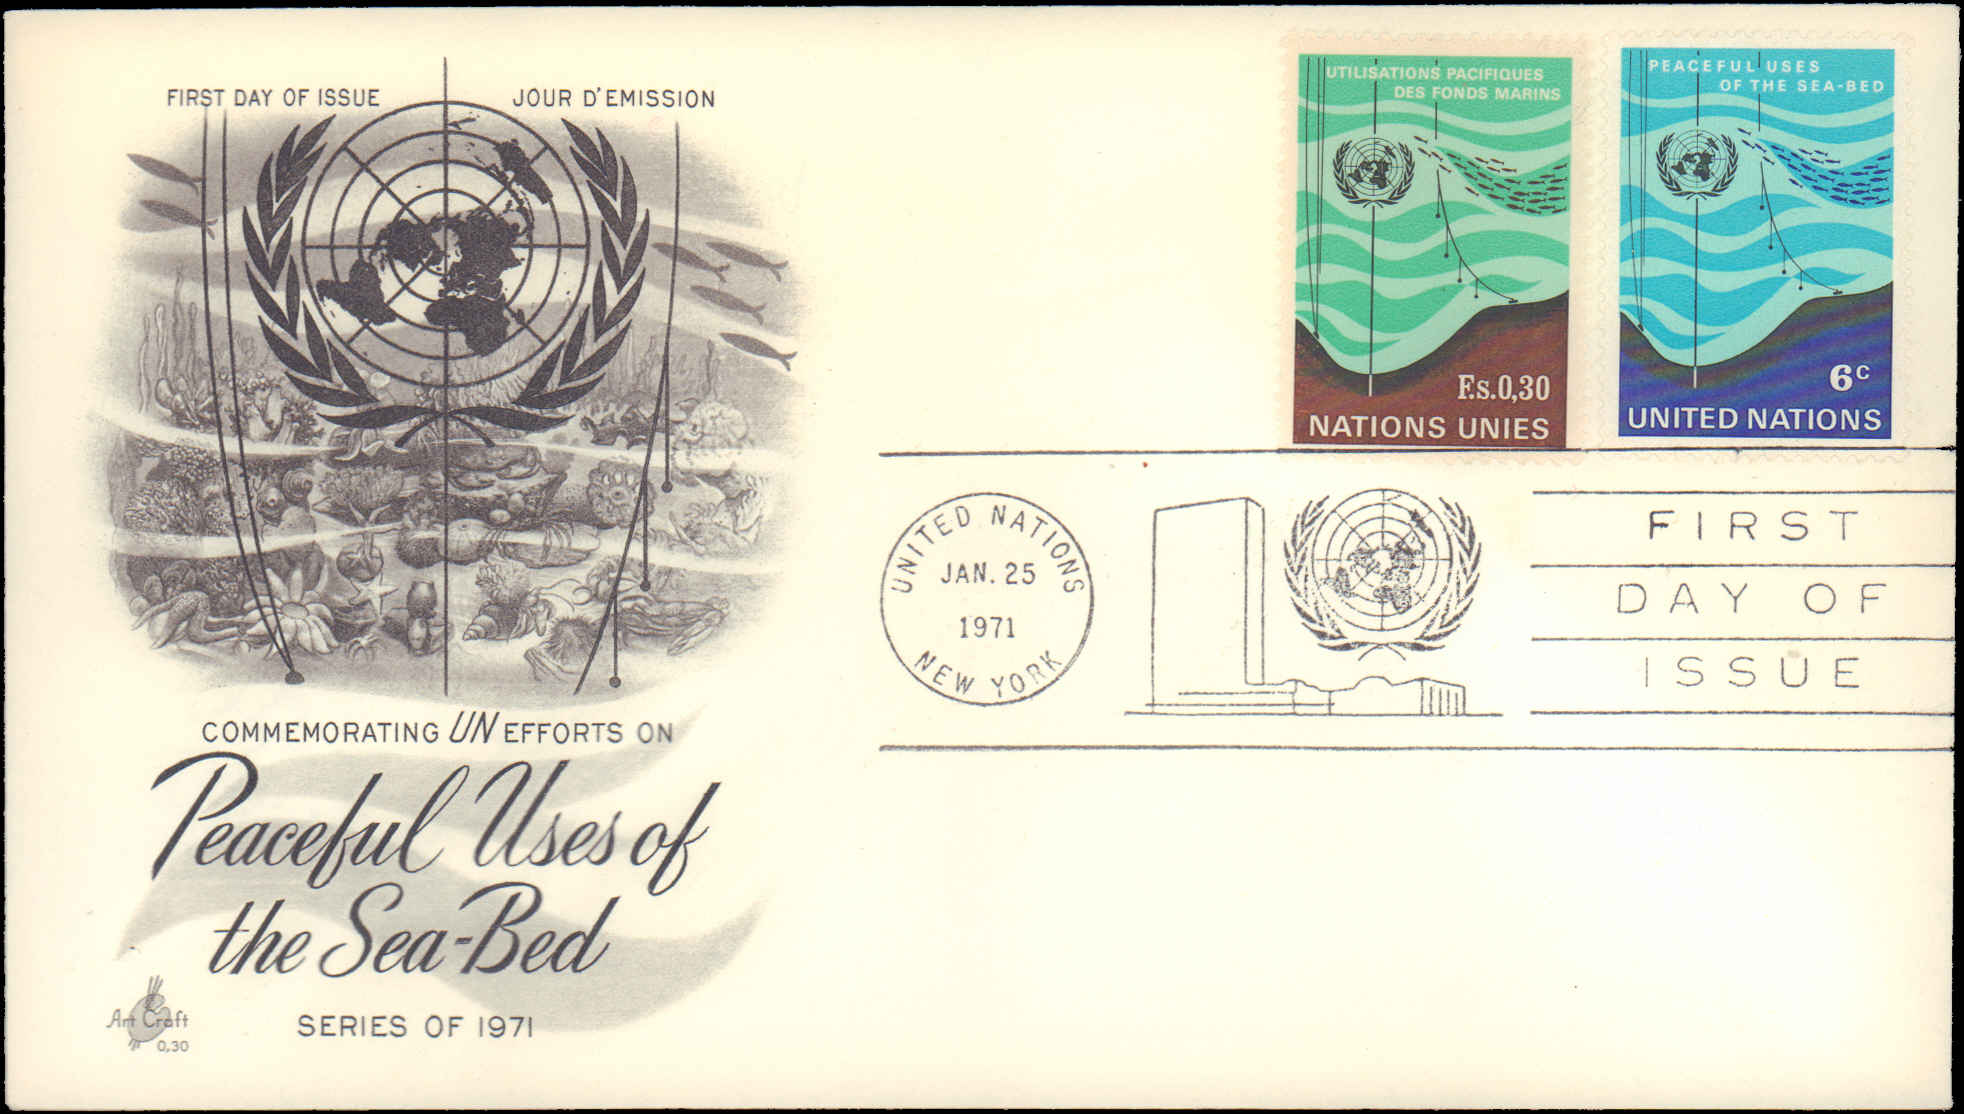 FIRST DAY OF ISSUE
JOUR D'EMISSION
COMMEMORATING UN EFFORTS ON
Peaceful Uses of
the Sea-Bed
SERIES OF 1971
Art Craft
0,30
UTILISATIONS PACIFIQUES
DES FONDS MARINS
F.s.0,30
NATIONS UNIES
PEACEFUL USES
OF THE SEA-BED
6c
UNITED NATIONS
UNITED NATIONS
JAN. 25
1971
NEW YORK
FIRST
DAY OF
ISSUE